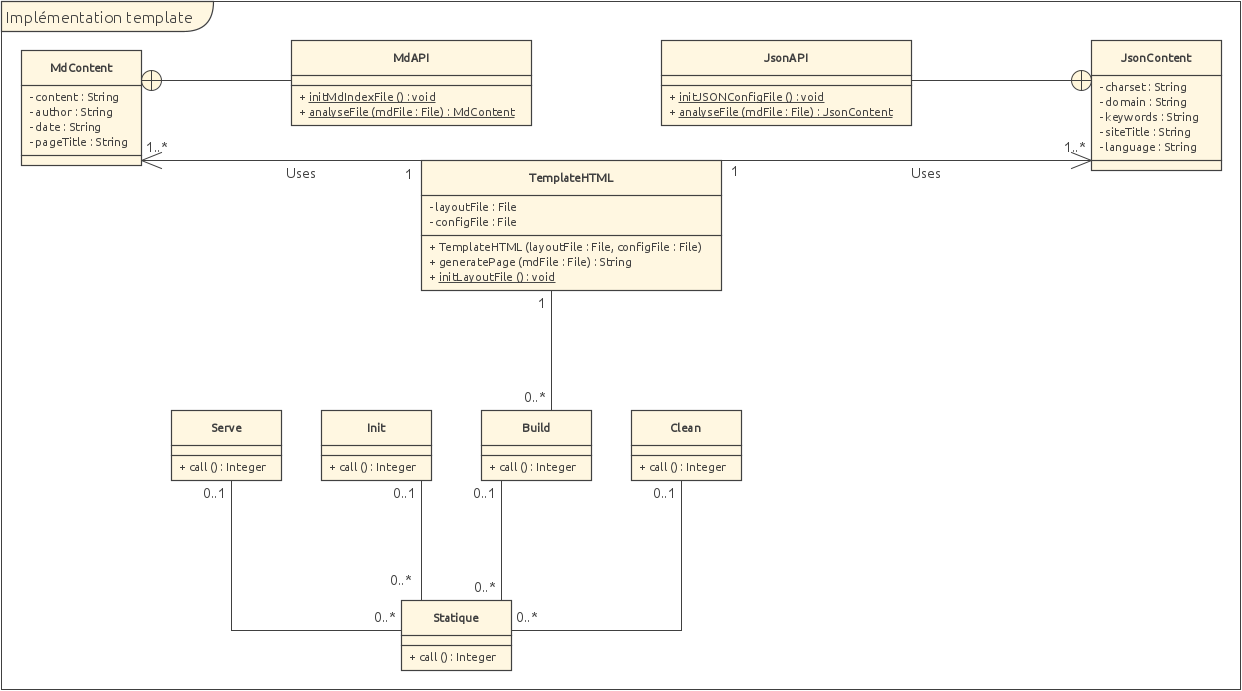 Implémentation template
MdContent
- content : String
- author : String
- date : String
- pageTitle : String
MdAPI
+ initMdIndexFile () : void
+ analyseFile (mdFile : File) : MdContent
JsonAPI
+ initJSONConfigFile () : void
+ analyseFile (mdFile : File) : JsonContent
JsonContent
- charset : String
- domain : String
- keywords : String
- siteTitle : String
- language : String
1..*
Uses
1
1
Uses
1..*
TemplateHTML
- layoutFile : File
- configFile : File
+ TemplateHTML (layoutFile : File, configFile : File)
+ generatePage (mdFile : File) : String
+ initLayoutFile () : void
1
0..*
Serve
+ call () : Integer
Init
+ call () : Integer
Build
+ call () : Integer
Clean
+ call () : Integer
0..1
0..1
0..1
0..1
0..*
0..*
0..*
0..*
Statique
+ call () : Integer